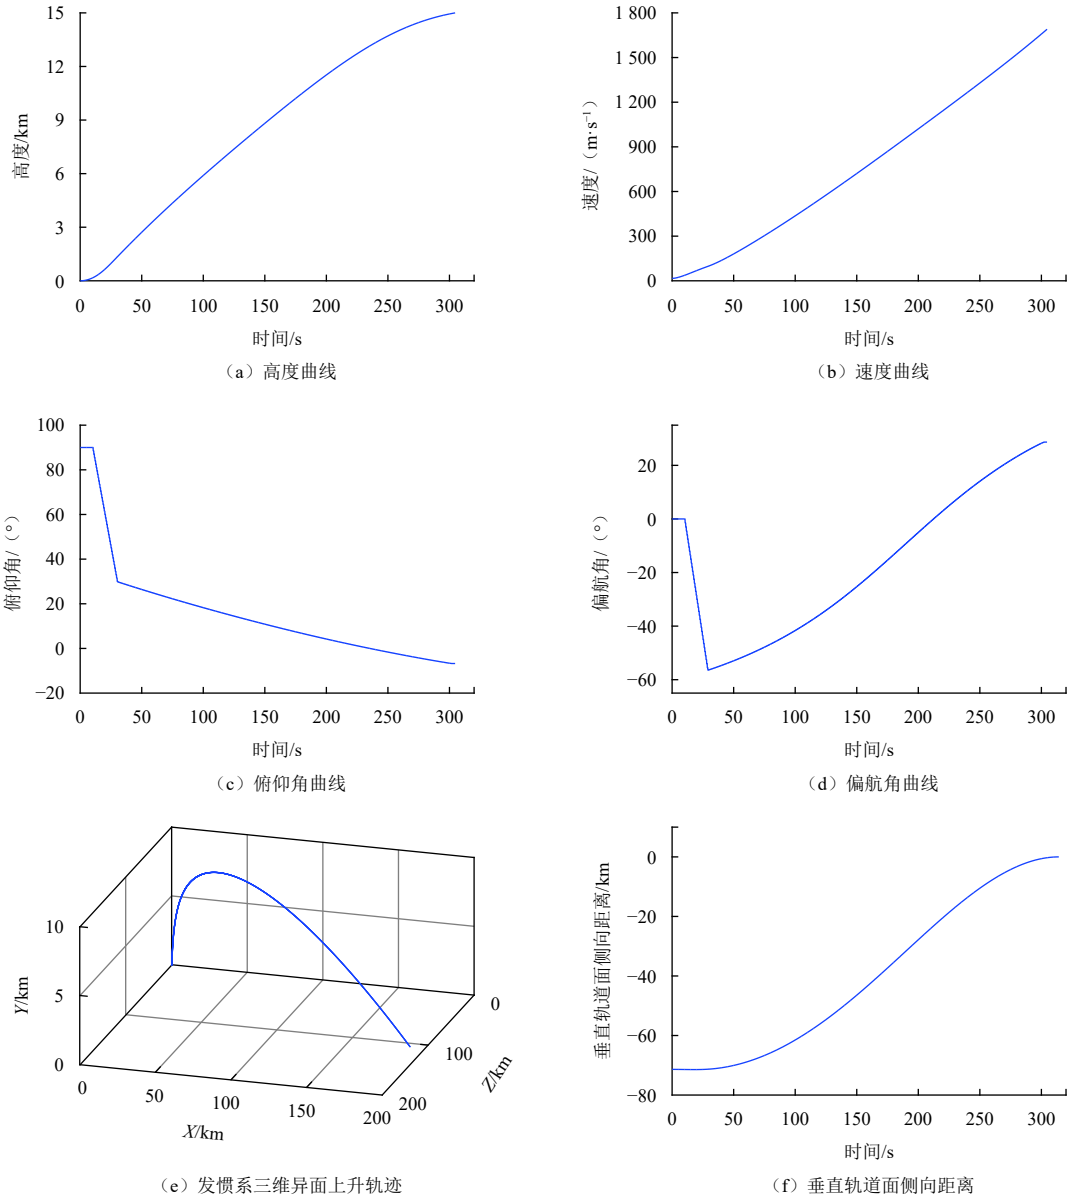 15
12
9
6
3
0
高度/km
0 50 100 150 200 250 300
时间/s
（a）高度曲线
1 800
1 500
1 200
900
600
300
0
速度/（m·s⁻¹）
0 50 100 150 200 250 300
时间/s
（b）速度曲线
100
80
60
40
20
0
−20
俯仰角/（°）
0 50 100 150 200 250 300
时间/s
（c）俯仰角曲线
20
0
−20
−40
−60
偏航角/（°）
0 50 100 150 200 250 300
时间/s
（d）偏航角曲线
10
5
0
Y/km
0 50 100 150 200
X/km
0
100
200
Z/km
（e）发惯系三维异面上升轨迹
0
−20
−40
−60
−80
垂直轨道面侧向距离/km
0 50 100 150 200 250 300
时间/s
（f）垂直轨道面侧向距离